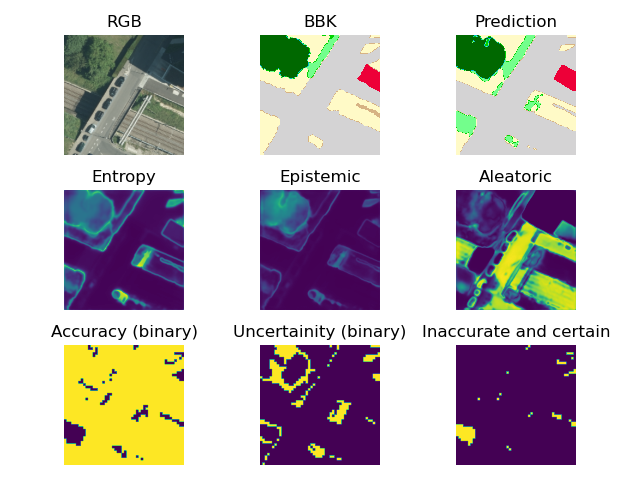 RGB
BBK
Prediction
Entropy
Epistemic
Aleatoric
Accuracy (binary)
Uncertainity (binary)
Inaccurate and certain